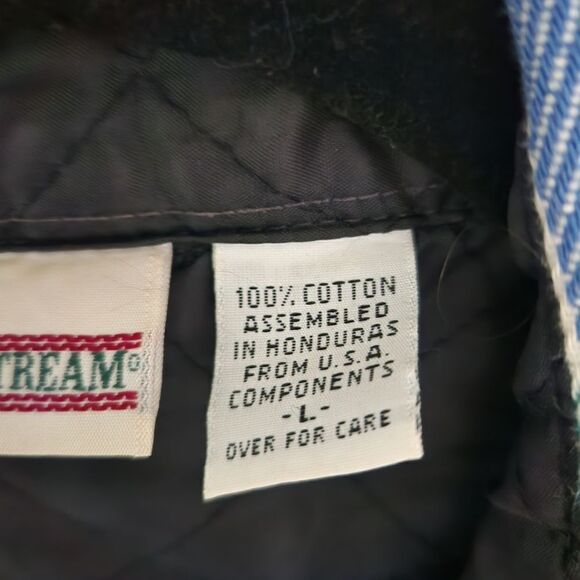 TREAM®
100% COTTON
ASSEMBLED
IN HONDURAS
FROM U.S.A.
COMPONENTS
-L-
OVER FOR CARE